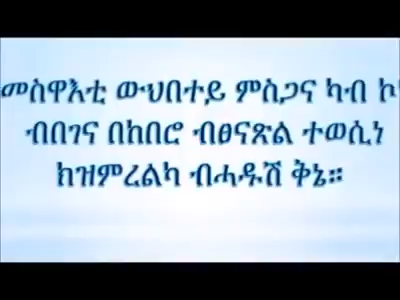 መስዋእቲ ውህበተይ ምስጋና ካብ
ብበገና በከበሮ ብፀናጽል ተወሲነ
ክዝምረልካ ብሓዱሽ ቅኔ።